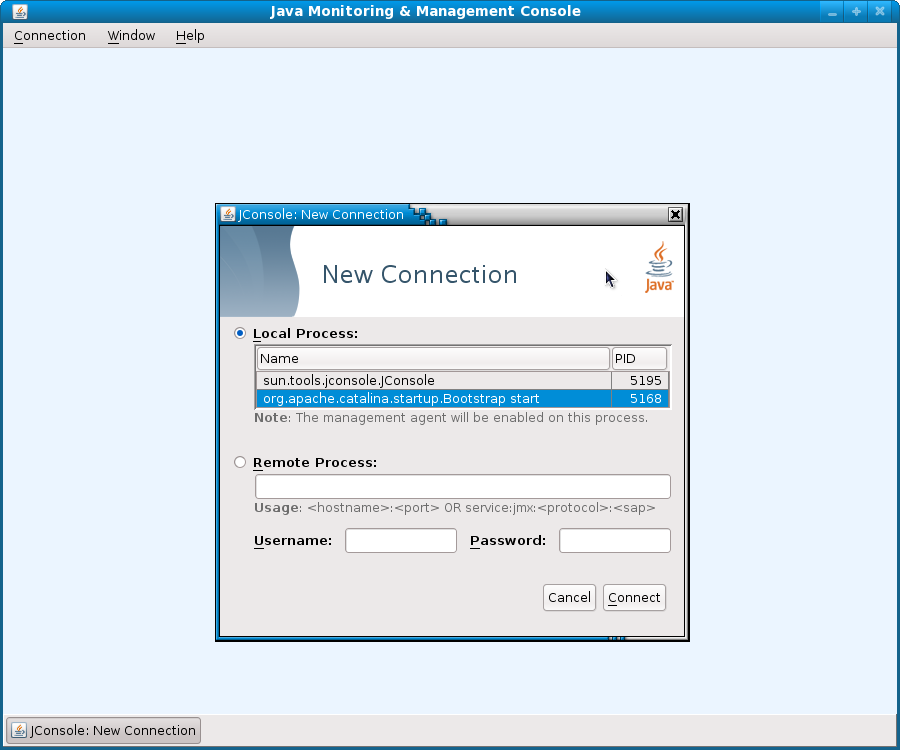 Java Monitoring & Management Console
Connection Window Help
JConsole: New Connection
New Connection
Java
Local Process:
Name PID
sun.tools.jconsole.JConsole 5195
org.apache.catalina.startup.Bootstrap start 5168
Note: The management agent will be enabled on this process.
Remote Process:
Usage: <hostname>:<port> OR service:jmx:<protocol>:<sap>
Username: Password:
Cancel Connect
JConsole: New Connection